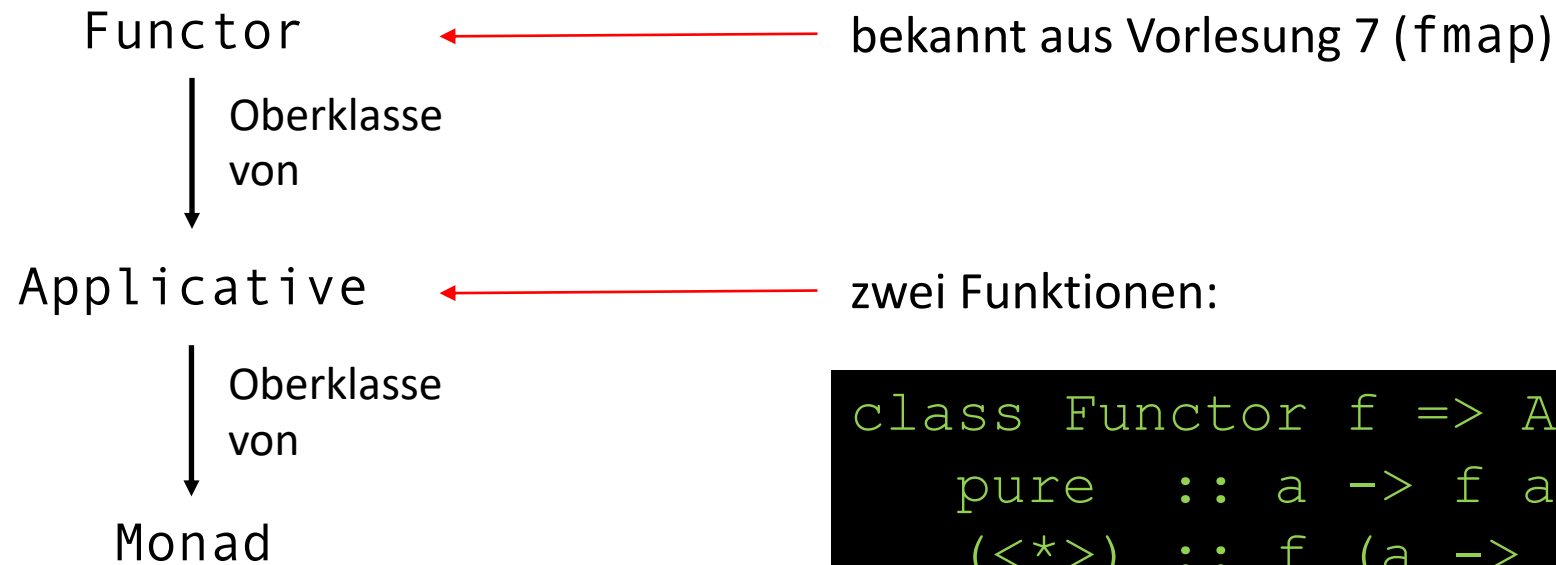 Functor
bekannt aus Vorlesung 7 (fmap)
Oberklasse
von
Applicative
zwei Funktionen:
Oberklasse
von
class Functor f => A
pure :: a -> f a
(<*>) :: f (a ->
Monad